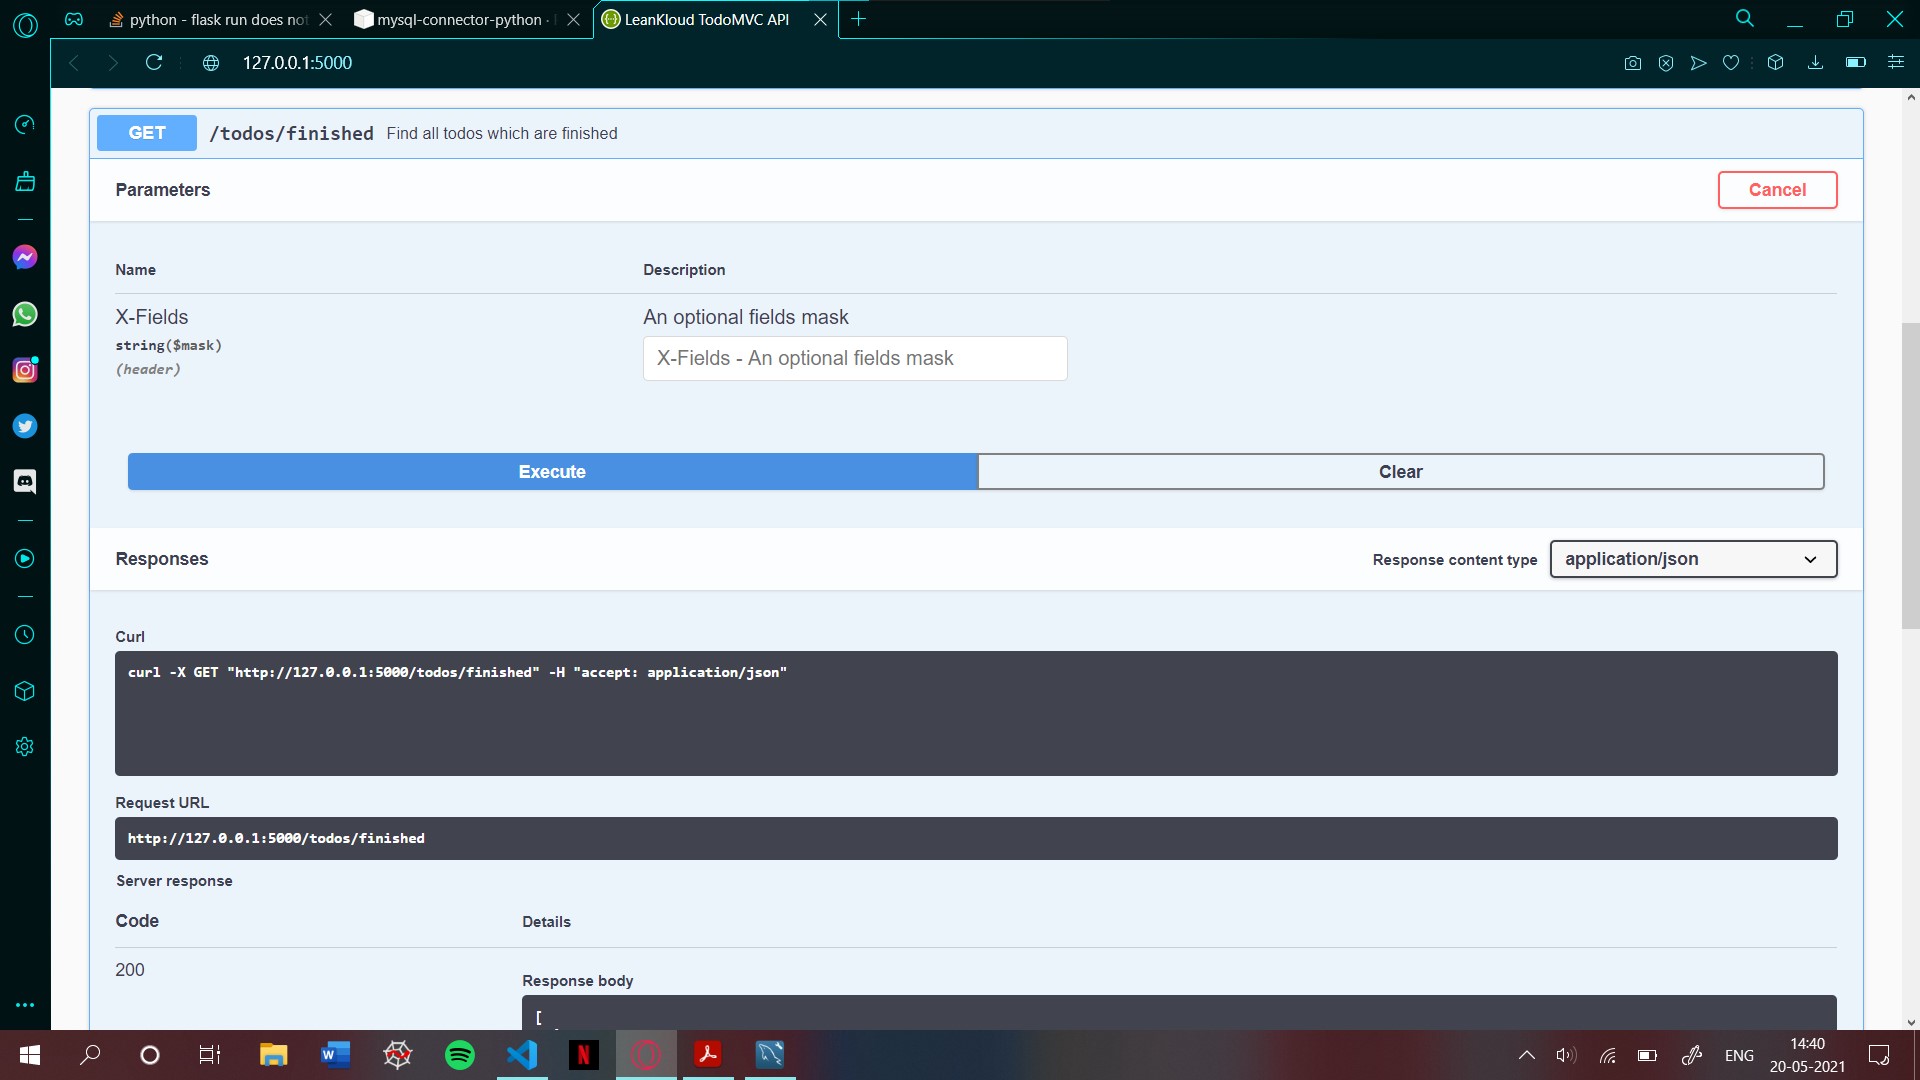 python - flask run does no
mysql-connector-python ·
LeanKloud TodoMVC API
127.0.0.1:5000
GET /todos/finished Find all todos which are finished
Parameters
Cancel
Name Description
X-Fields An optional fields mask
string($mask)
(header)
X-Fields - An optional fields mask
Execute Clear
Responses Response content type application/json
Curl
curl -X GET "http://127.0.0.1:5000/todos/finished" -H "accept: application/json"
Request URL
http://127.0.0.1:5000/todos/finished
Server response
Code Details
200
Response body
[
ENG
14:40
20-05-2021